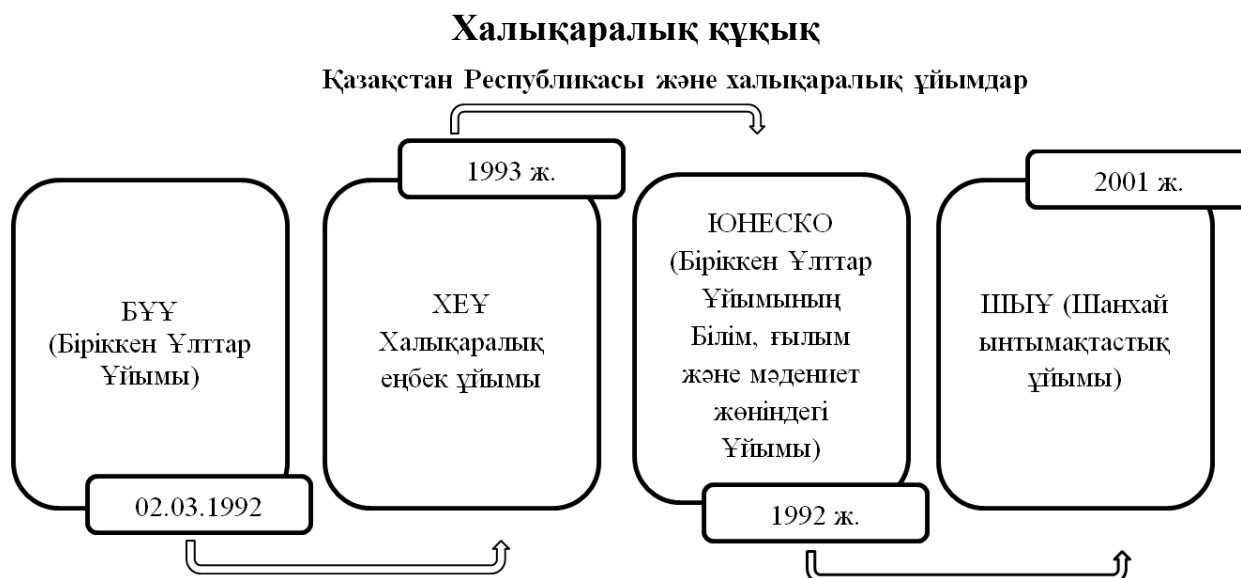 Халықаралық құқық
Қазақстан Республикасы және халықаралық ұйымдар
БҰҰ
(Біріккен Ұлттар
Ұйымы)
02.03.1992
1993 ж.
ХЕҰ
Халықаралық
еңбек ұйымы
ЮНЕСКО
(Біріккен Ұлттар
Ұйымының
Білім, ғылым
және мәдениет
жөніндегі
Ұйымы)
1992 ж.
2001 ж.
ШЫҰ (Шанхай
ынтымақтастық
ұйымы)